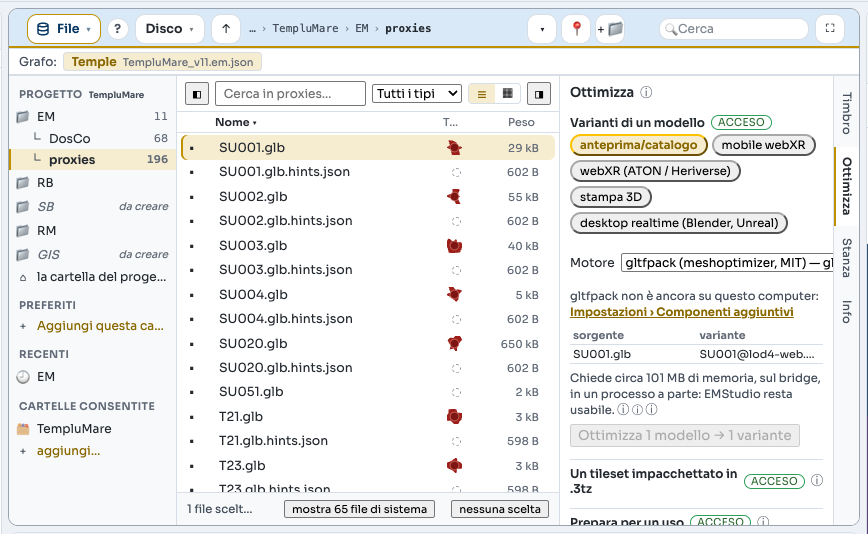 File
?
Disco
… › TempluMare › EM › proxies
Cerca
Grafo: Temple TempluMare_v11.em.json
PROGETTO TempluMare
EM 11
DosCo 68
proxies 196
RB
SB da creare
RM
GIS da creare
la cartella del proge...
PREFERITI
+ Aggiungi questa ca...
RECENTI
EM
CARTELLE CONSENTITE
TempluMare
+ aggiungi...
Cerca in proxies...
Tutti i tipi
Nome T... Peso
SU001.glb 29 kB
SU001.glb.hints.json 602 B
SU002.glb 55 kB
SU002.glb.hints.json 602 B
SU003.glb 40 kB
SU003.glb.hints.json 602 B
SU004.glb 5 kB
SU004.glb.hints.json 602 B
SU020.glb 650 kB
SU020.glb.hints.json 602 B
SU051.glb 2 kB
T21.glb 3 kB
T21.glb.hints.json 598 B
T23.glb 3 kB
T23.glb.hints.json 598 B
1 file scelt... mostra 65 file di sistema nessuna scelta
Ottimizza
Varianti di un modello ACCESO
anteprima/catalogo mobile webXR
webXR (ATON / Heriverse)
stampa 3D
desktop realtime (Blender, Unreal)
Motore gltfpack (meshoptimizer, MIT) — gl
gltfpack non è ancora su questo computer:
Impostazioni › Componenti aggiuntivi
sorgente variante
SU001.glb SU001@lod4-web....
Chiede circa 101 MB di memoria, sul bridge,
in un processo a parte: EMStudio resta
usabile.
Ottimizza 1 modello → 1 variante
Un tileset impacchettato in
.3tz ACCESO
Prepara per un uso ACCESO
Timbro
Ottimizza
Stanza
Info